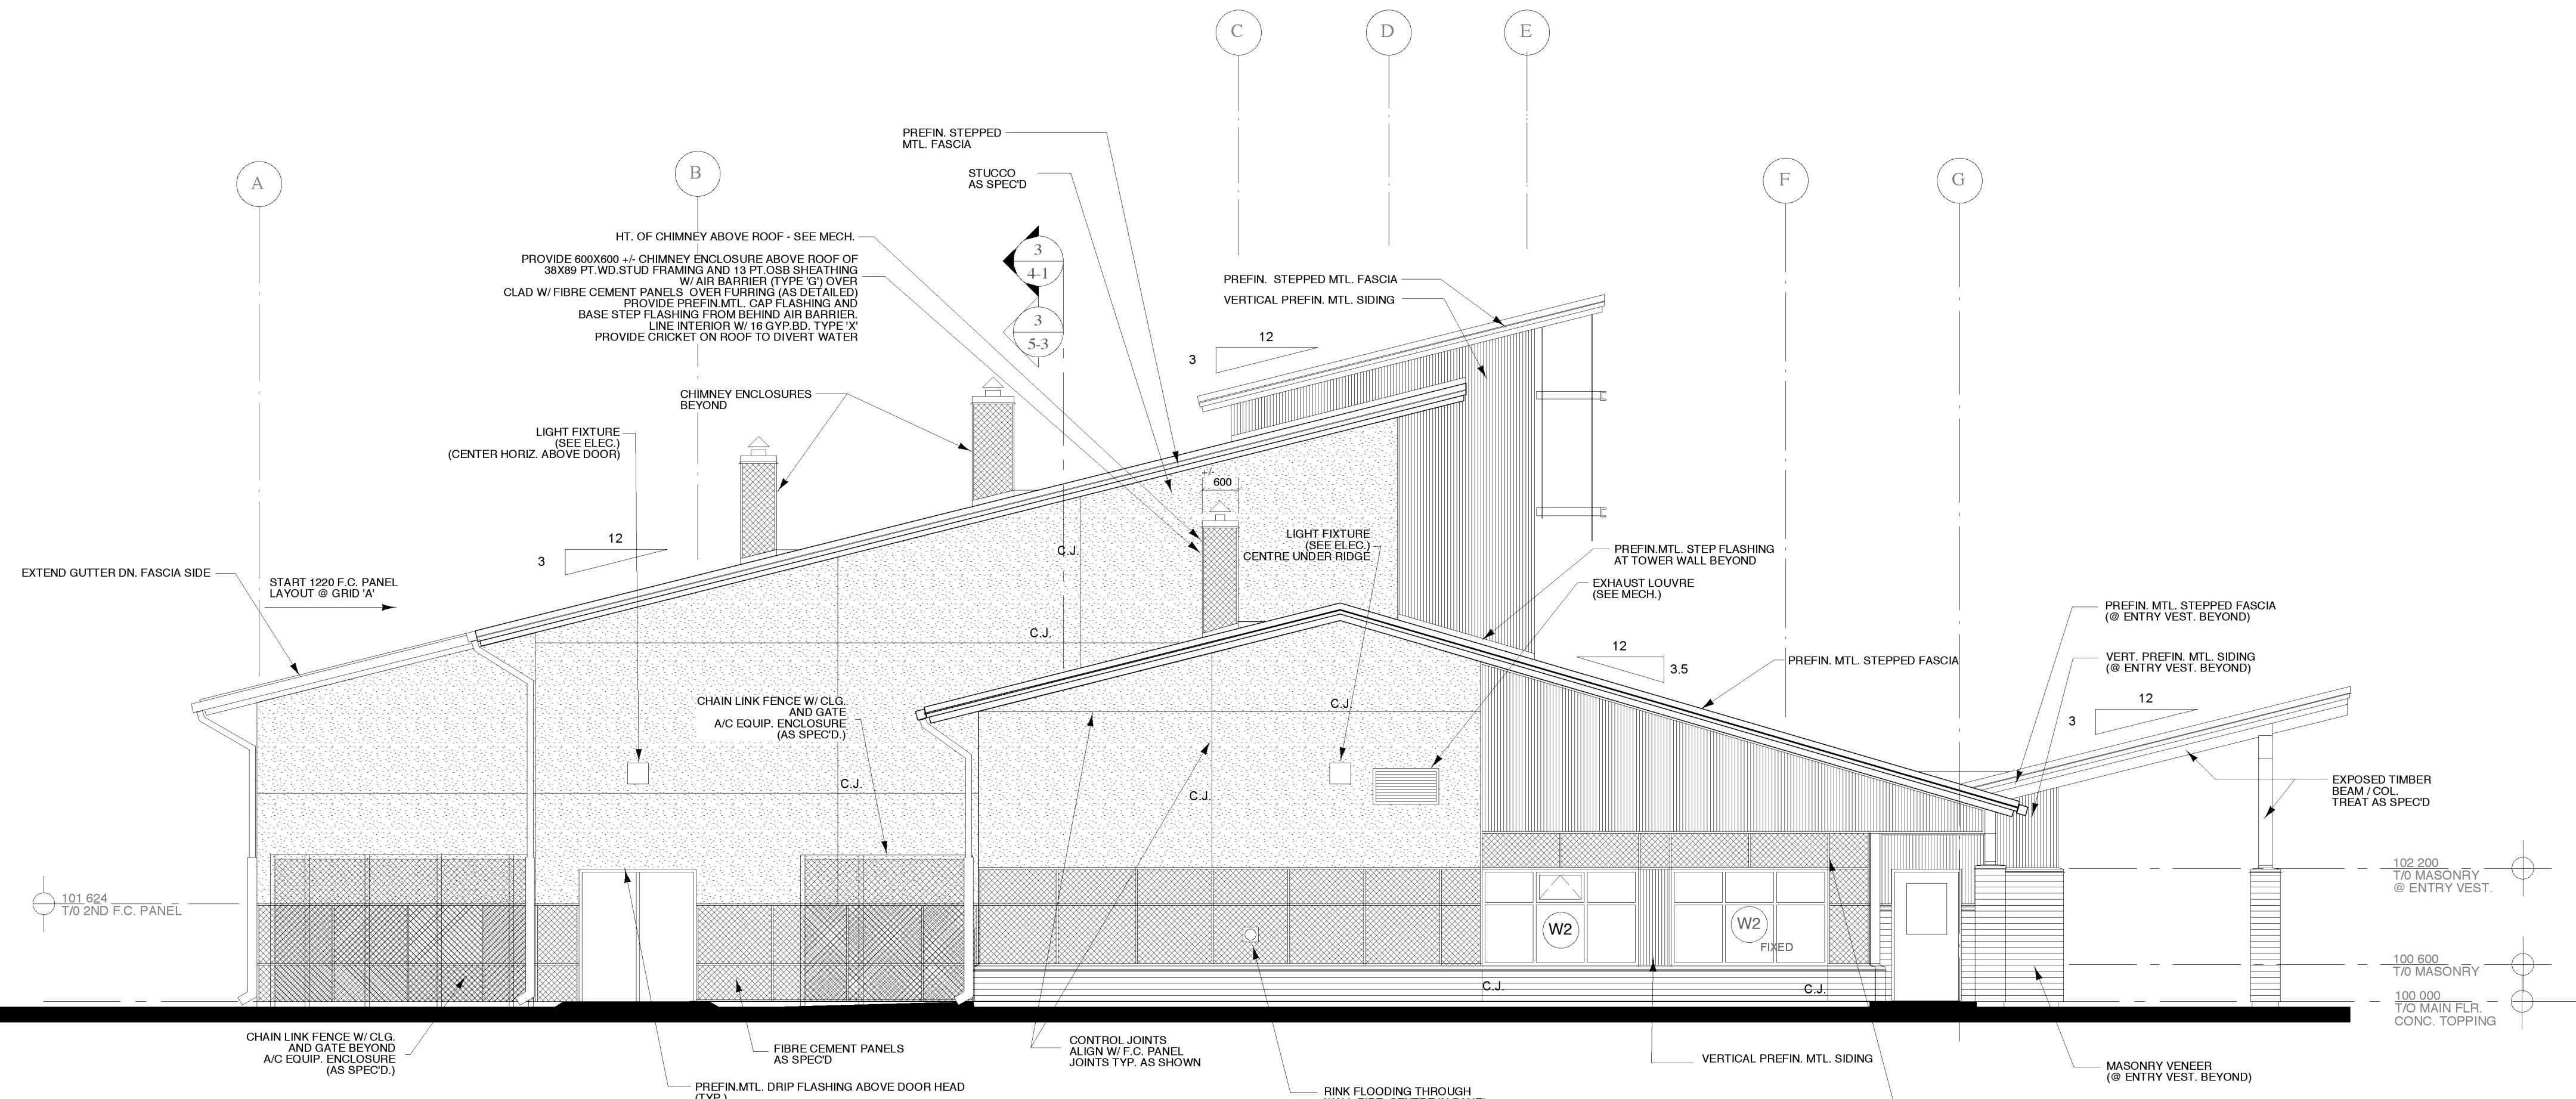 C
D
E
A
B
F
G
PREFIN. STEPPED
MTL. FASCIA
STUCCO
AS SPEC'D
HT. OF CHIMNEY ABOVE ROOF - SEE MECH.
PROVIDE 600X600 +/- CHIMNEY ENCLOSURE ABOVE ROOF OF
38X89 PT.WD.STUD FRAMING AND 13 PT.OSB SHEATHING
W/ AIR BARRIER (TYPE 'G') OVER
CLAD W/ FIBRE CEMENT PANELS OVER FURRING (AS DETAILED)
PROVIDE PREFIN.MTL. CAP FLASHING AND
BASE STEP FLASHING FROM BEHIND AIR BARRIER.
LINE INTERIOR W/ 16 GYP.BD. TYPE 'X'
PROVIDE CRICKET ON ROOF TO DIVERT WATER
3
4-1
3
5-3
PREFIN. STEPPED MTL. FASCIA
VERTICAL PREFIN. MTL. SIDING
12
3
CHIMNEY ENCLOSURES
BEYOND
LIGHT FIXTURE
(SEE ELEC.)
(CENTER HORIZ. ABOVE DOOR)
+/-
600
12
3
C.J.
LIGHT FIXTURE
(SEE ELEC.)
CENTRE UNDER RIDGE
PREFIN.MTL. STEP FLASHING
AT TOWER WALL BEYOND
EXHAUST LOUVRE
(SEE MECH.)
EXTEND GUTTER DN. FASCIA SIDE
START 1220 F.C. PANEL
LAYOUT @ GRID 'A'
C.J.
12
3.5
PREFIN. MTL. STEPPED FASCIA
PREFIN. MTL. STEPPED FASCIA
(@ ENTRY VEST. BEYOND)
VERT. PREFIN. MTL. SIDING
(@ ENTRY VEST. BEYOND)
12
3
CHAIN LINK FENCE W/ CLG.
AND GATE
A/C EQUIP. ENCLOSURE
(AS SPEC'D.)
C.J.
C.J.
C.J.
EXPOSED TIMBER
BEAM / COL.
TREAT AS SPEC'D
101 624
T/0 2ND F.C. PANEL
W2
W2
FIXED
102 200
T/0 MASONRY
@ ENTRY VEST.
100 600
T/0 MASONRY
100 000
T/O MAIN FLR.
CONC. TOPPING
C.J.
C.J.
CHAIN LINK FENCE W/ CLG.
AND GATE BEYOND
A/C EQUIP. ENCLOSURE
(AS SPEC'D.)
FIBRE CEMENT PANELS
AS SPEC'D
CONTROL JOINTS
ALIGN W/ F.C. PANEL
JOINTS TYP. AS SHOWN
VERTICAL PREFIN. MTL. SIDING
MASONRY VENEER
(@ ENTRY VEST. BEYOND)
PREFIN.MTL. DRIP FLASHING ABOVE DOOR HEAD
(TYP.)
RINK FLOODING THROUGH